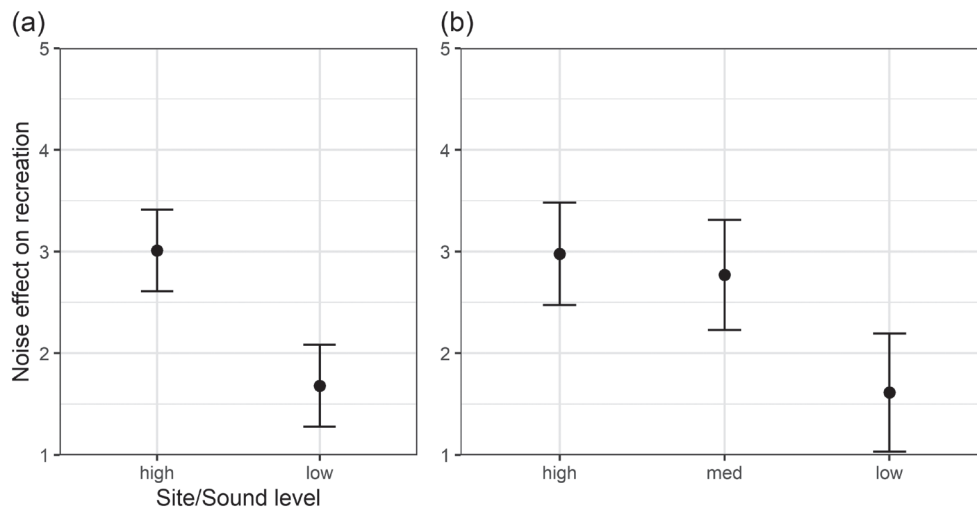 (a)
(b)
Noise effect on recreation
5
4
3
2
1
high low
Site/Sound level
5
4
3
2
1
high med low